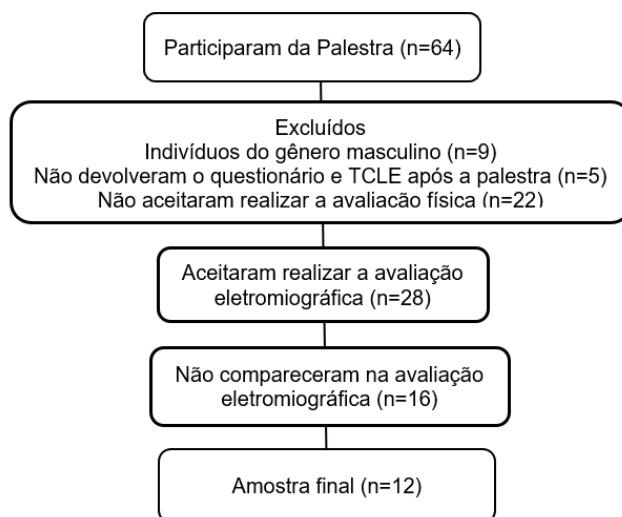 Participaram da Palestra (n=64)
Excluídos
Indivíduos do gênero masculino (n=9)
Não devolveram o questionário e TCLE após a palestra (n=5)
Não aceitaram realizar a avaliação física (n=22)
Aceitaram realizar a avaliação
eletromiográfica (n=28)
Não compareceram na avaliação
eletromiográfica (n=16)
Amostra final (n=12)